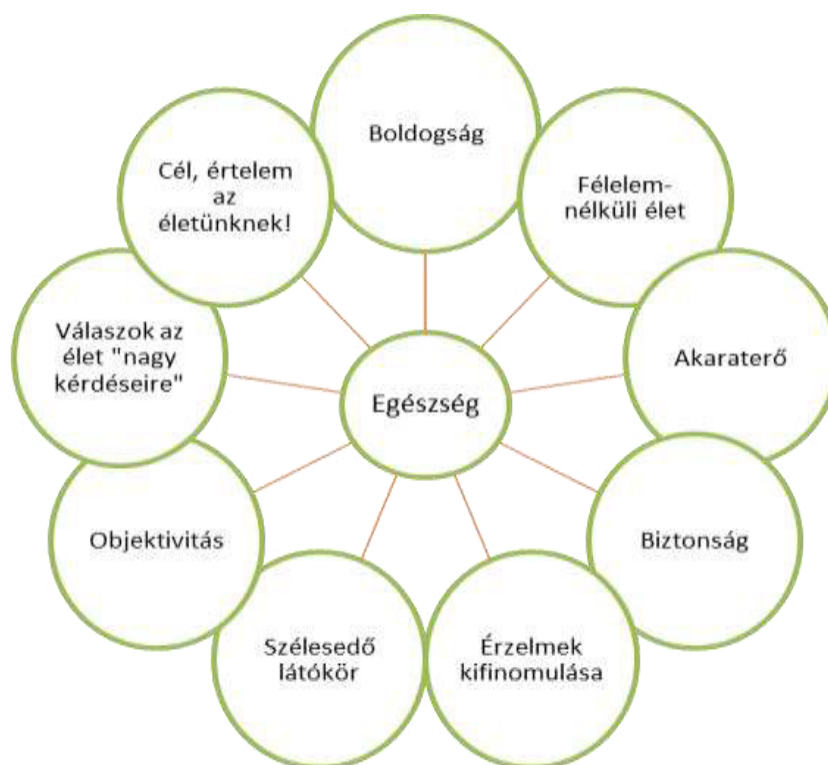 Boldogság
Félelem-
nélküli élet
Akaraterő
Biztonság
Érzelmek
kifinomulása
Szélesedő
látókör
Objektivitás
Válaszok az
élet "nagy
kérdéseire"
Cél, értelem
az
életünknek!
Egészség